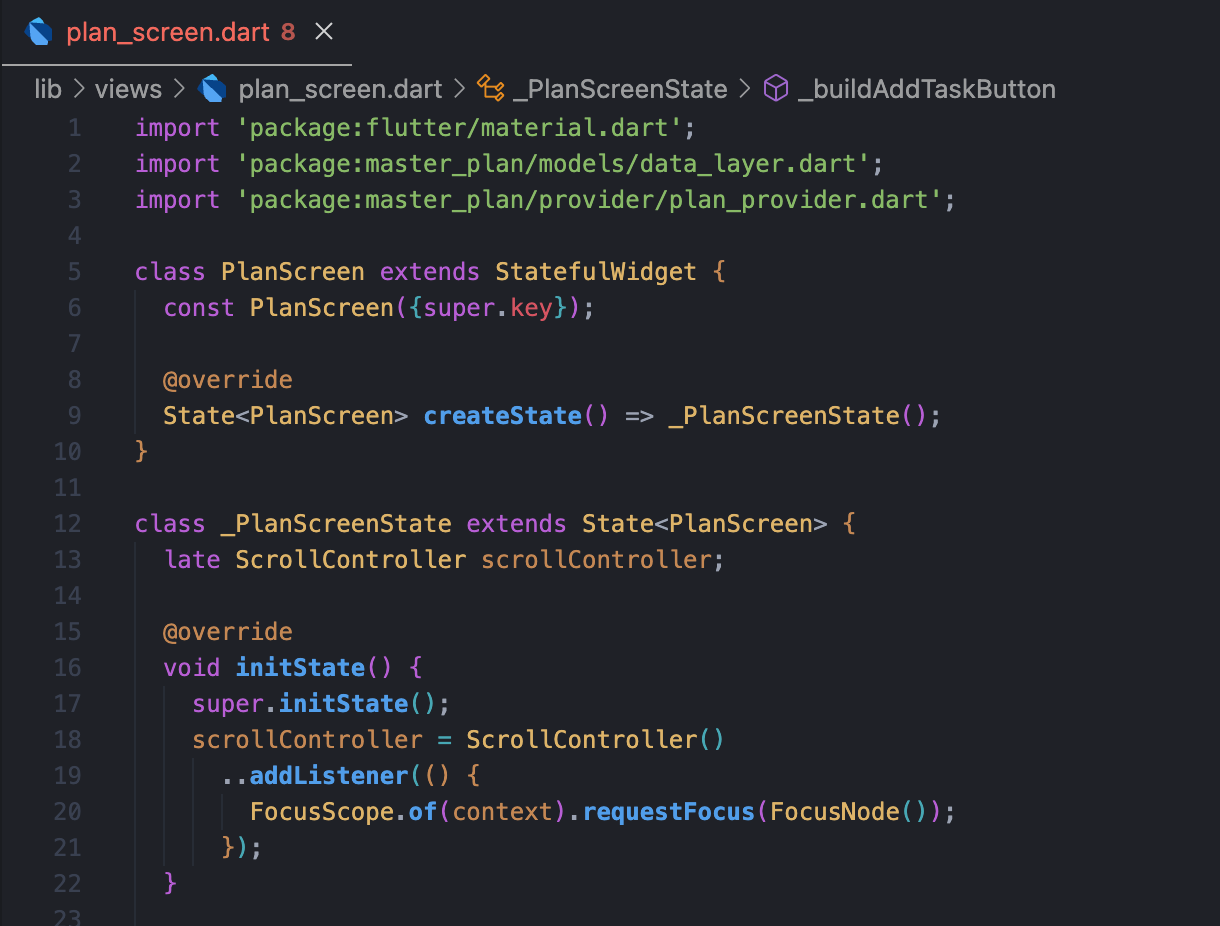 plan_screen.dart 8
lib > views > plan_screen.dart > _PlanScreenState > _buildAddTaskButton
1 import 'package:flutter/material.dart';
2 import 'package:master_plan/models/data_layer.dart';
3 import 'package:master_plan/provider/plan_provider.dart';
4
5 class PlanScreen extends StatefulWidget {
6   const PlanScreen({super.key});
7
8   @override
9   State<PlanScreen> createState() => _PlanScreenState();
10 }
11
12 class _PlanScreenState extends State<PlanScreen> {
13   late ScrollController scrollController;
14
15   @override
16   void initState() {
17     super.initState();
18     scrollController = ScrollController()
19       ..addListener(() {
20         FocusScope.of(context).requestFocus(FocusNode());
21       });
22   }
23